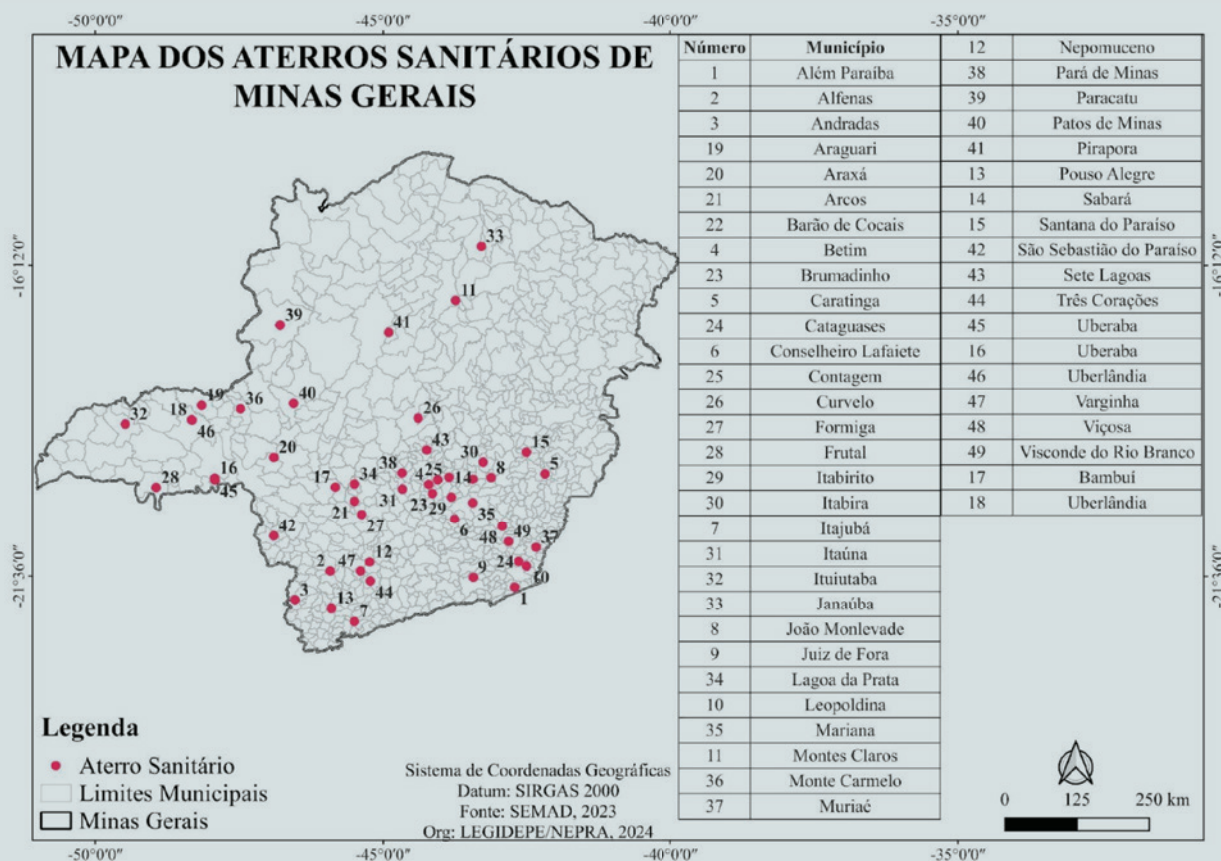 -50°0'0" -45°0'0" -40°0'0" -35°0'0"
MAPA DOS ATERROS SANITÁRIOS DE
MINAS GERAIS
-16°12'0"
-21°36'0"
33
11
39
41
40
36
19
18
46
32
26
20
43
15
30
5
8
38
25
4
14
16
45
28
17
34
31
23
29
21
27
35
6
42
48
49
37
12
47
2
24
10
9
44
3
13
7
1
Legenda
Aterro Sanitário
Limites Municipais
Minas Gerais
Sistema de Coordenadas Geográficas
Datum: SIRGAS 2000
Fonte: SEMAD, 2023
Org: LEGIDEPE/NEPRA, 2024
Número Município
1 Além Paraíba
2 Alfenas
3 Andradas
19 Araguari
20 Araxá
21 Arcos
22 Barão de Cocais
4 Betim
23 Brumadinho
5 Caratinga
24 Cataguases
6 Conselheiro Lafaiete
25 Contagem
26 Curvelo
27 Formiga
28 Frutal
29 Itabirito
30 Itabira
7 Itajubá
31 Itaúna
32 Ituiutaba
33 Janaúba
8 João Monlevade
9 Juiz de Fora
34 Lagoa da Prata
10 Leopoldina
35 Mariana
11 Montes Claros
36 Monte Carmelo
37 Muriaé
12 Nepomuceno
38 Pará de Minas
39 Paracatu
40 Patos de Minas
41 Pirapora
13 Pouso Alegre
14 Sabará
15 Santana do Paraíso
42 São Sebastião do Paraíso
43 Sete Lagoas
44 Três Corações
45 Uberaba
16 Uberaba
46 Uberlândia
47 Varginha
48 Viçosa
49 Visconde do Rio Branco
17 Bambuí
18 Uberlândia
0 125 250 km
-16°12'0"
-21°36'0"
-50°0'0" -45°0'0" -40°0'0" -35°0'0"